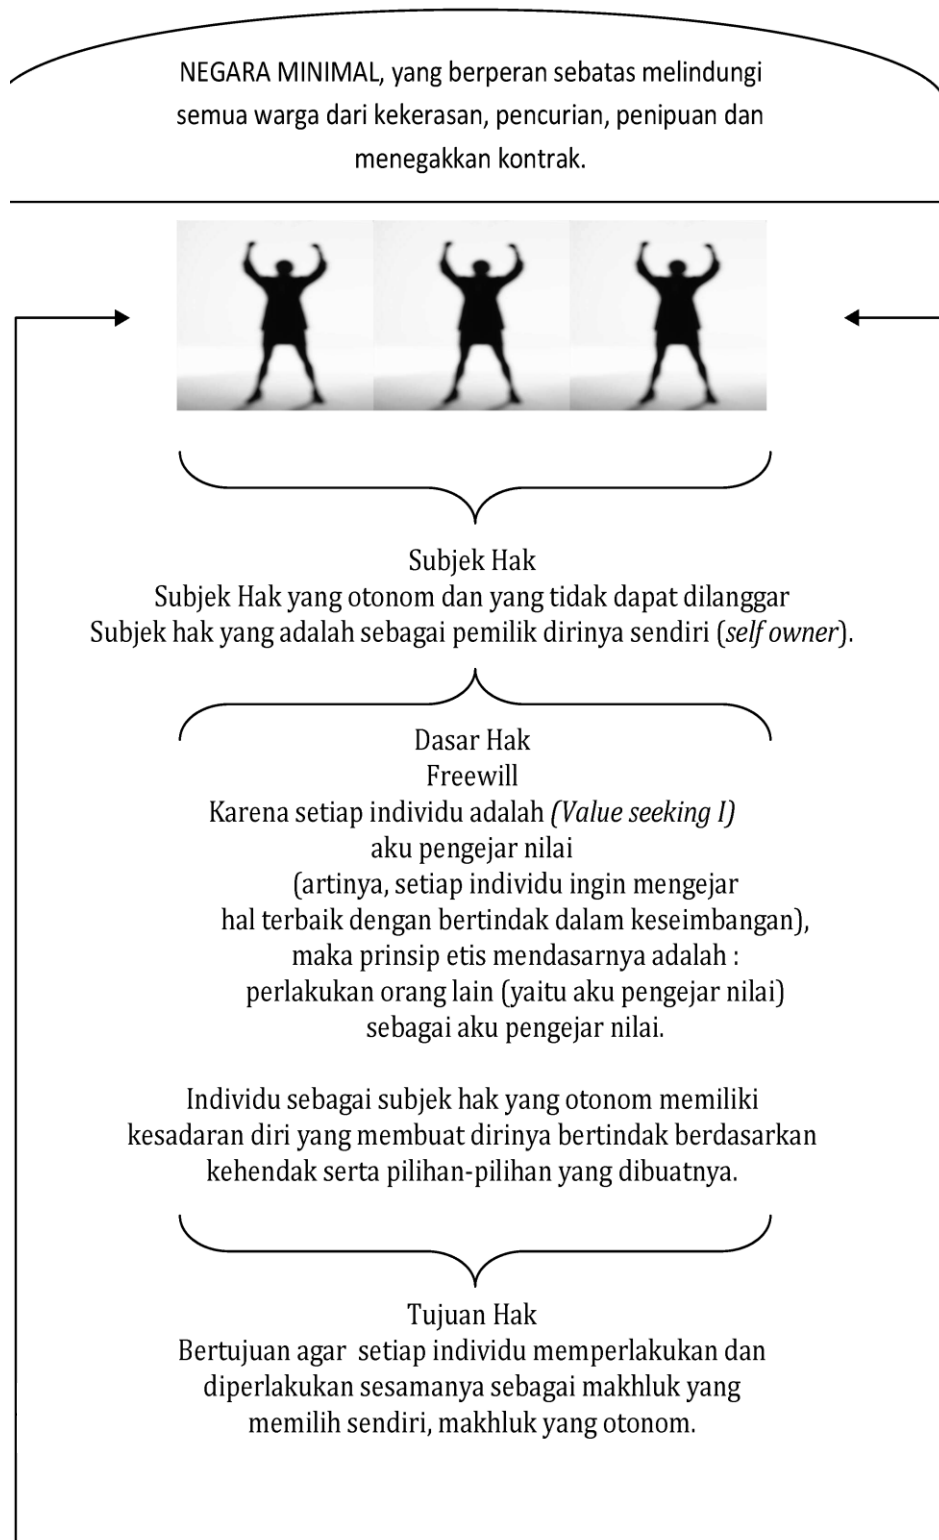 NEGARA MINIMAL, yang berperan sebatas melindungi
semua warga dari kekerasan, pencurian, penipuan dan
menegakkan kontrak.
Subjek Hak
Subjek Hak yang otonom dan yang tidak dapat dilanggar
Subjek hak yang adalah sebagai pemilik dirinya sendiri (self owner).
Dasar Hak
Freewill
Karena setiap individu adalah (Value seeking I)
aku pengejar nilai
(artinya, setiap individu ingin mengejar
hal terbaik dengan bertindak dalam keseimbangan),
maka prinsip etis mendasarnya adalah :
perlakukan orang lain (yaitu aku pengejar nilai)
sebagai aku pengejar nilai.
Individu sebagai subjek hak yang otonom memiliki
kesadaran diri yang membuat dirinya bertindak berdasarkan
kehendak serta pilihan-pilihan yang dibuatnya.
Tujuan Hak
Bertujuan agar setiap individu memperlakukan dan
diperlakukan sesamanya sebagai makhluk yang
memilih sendiri, makhluk yang otonom.